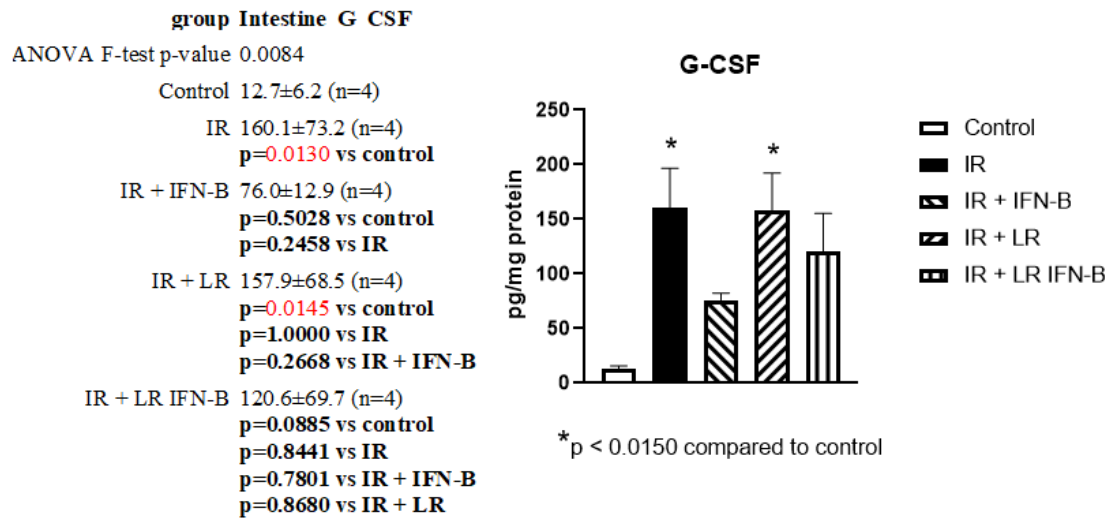 group Intestine G CSF
ANOVA F-test p-value 0.0084
Control 12.7±6.2 (n=4)
IR 160.1±73.2 (n=4)
p=0.0130 vs control
IR + IFN-B 76.0±12.9 (n=4)
p=0.5028 vs control
p=0.2458 vs IR
IR + LR 157.9±68.5 (n=4)
p=0.0145 vs control
p=1.0000 vs IR
p=0.2668 vs IR + IFN-B
IR + LR IFN-B 120.6±69.7 (n=4)
p=0.0885 vs control
p=0.8441 vs IR
p=0.7801 vs IR + IFN-B
p=0.8680 vs IR + LR
G-CSF
pg/mg protein
250
200
150
100
50
0
*
*
Control
IR
IR + IFN-B
IR + LR
IR + LR IFN-B
*p < 0.0150 compared to control